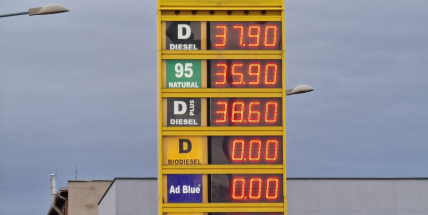 D DIESEL 37.90
95 NATURAL 35.90
D PLUS DIESEL 38.60
D BIODIESEL 0.00
Ad Blue 0.00